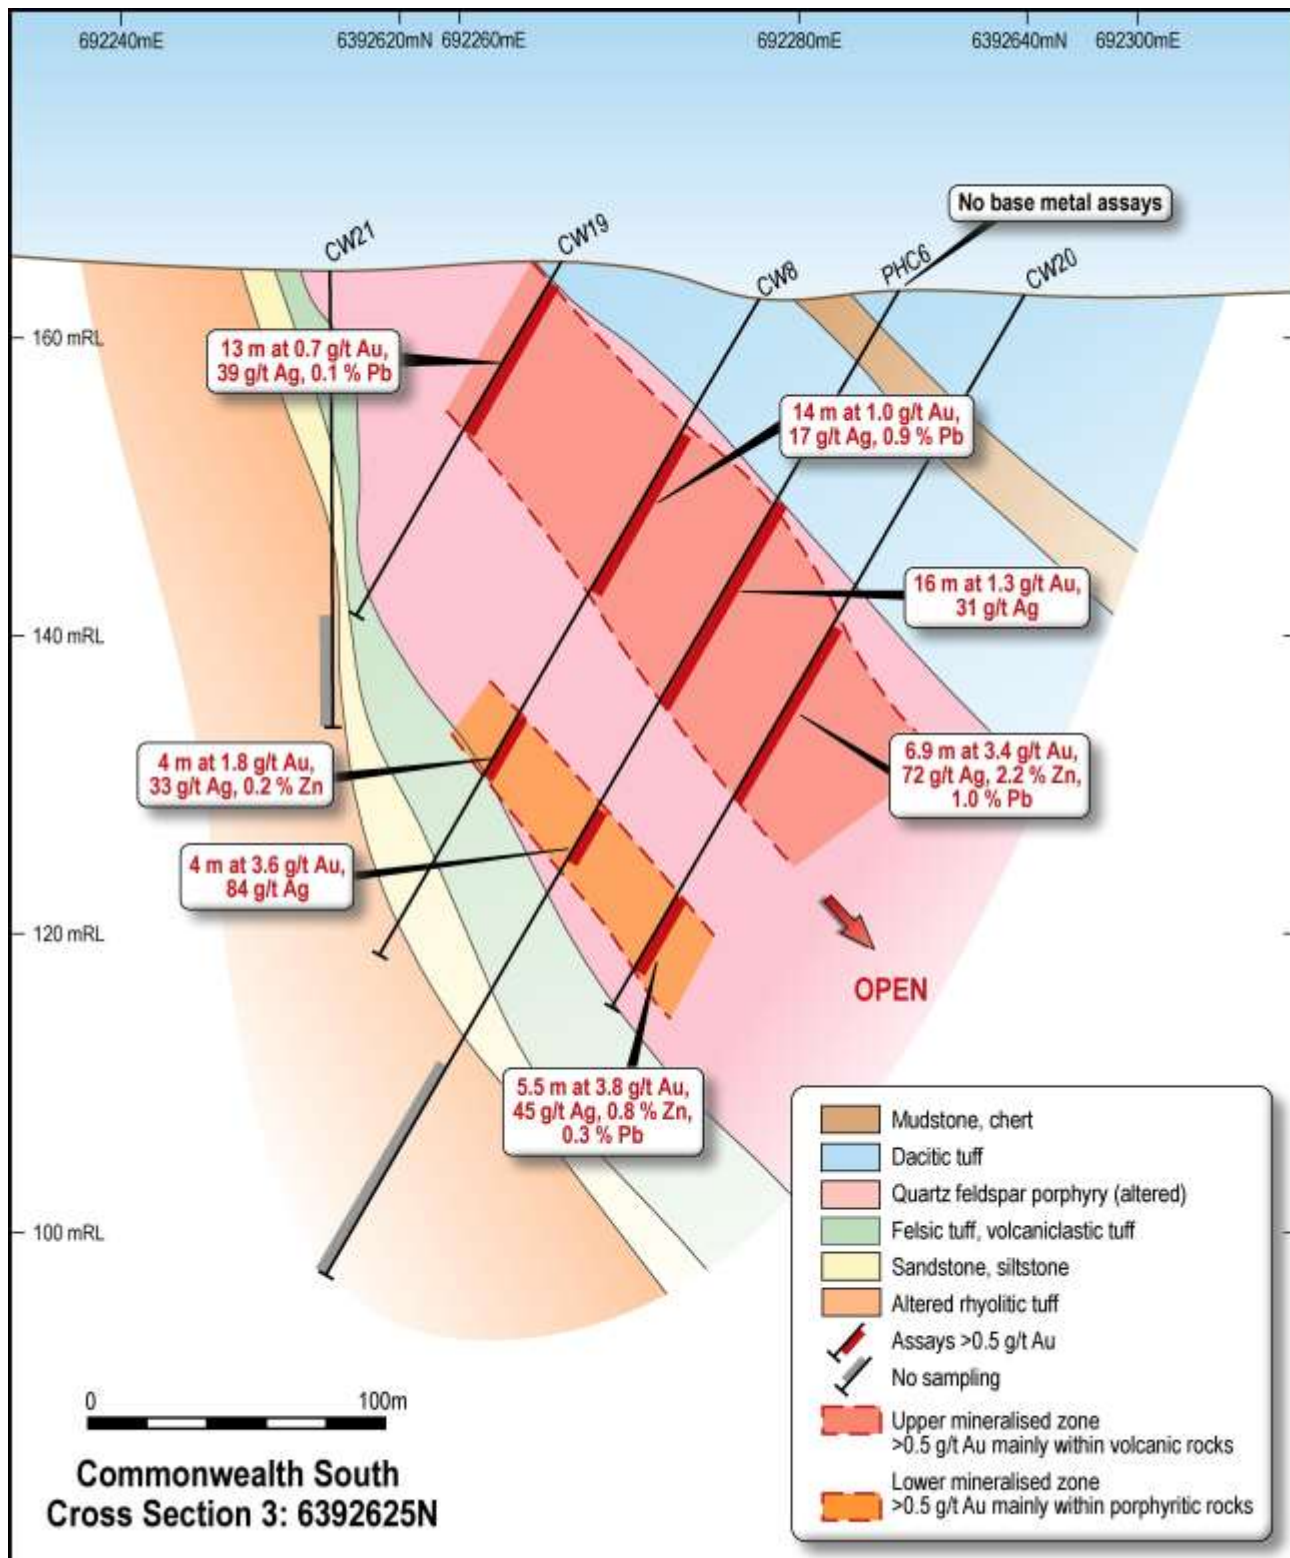 692240mE
6392620mN
692260mE
692280mE
6392640mN
692300mE
No base metal assays
CW21
CW19
CW8
PHC6
CW20
160 mRL
13 m at 0.7 g/t Au,
39 g/t Ag, 0.1 % Pb
14 m at 1.0 g/t Au,
17 g/t Ag, 0.9 % Pb
16 m at 1.3 g/t Au,
31 g/t Ag
140 mRL
6.9 m at 3.4 g/t Au,
72 g/t Ag, 2.2 % Zn,
1.0 % Pb
4 m at 1.8 g/t Au,
33 g/t Ag, 0.2 % Zn
4 m at 3.6 g/t Au,
84 g/t Ag
120 mRL
OPEN
5.5 m at 3.8 g/t Au,
45 g/t Ag, 0.8 % Zn,
0.3 % Pb
100 mRL
Mudstone, chert
Dacitic tuff
Quartz feldspar porphyry (altered)
Felsic tuff, volcaniclastic tuff
Sandstone, siltstone
Altered rhyolitic tuff
Assays >0.5 g/t Au
No sampling
Upper mineralised zone
>0.5 g/t Au mainly within volcanic rocks
Lower mineralised zone
>0.5 g/t Au mainly within porphyritic rocks
0
100m
Commonwealth South
Cross Section 3: 6392625N